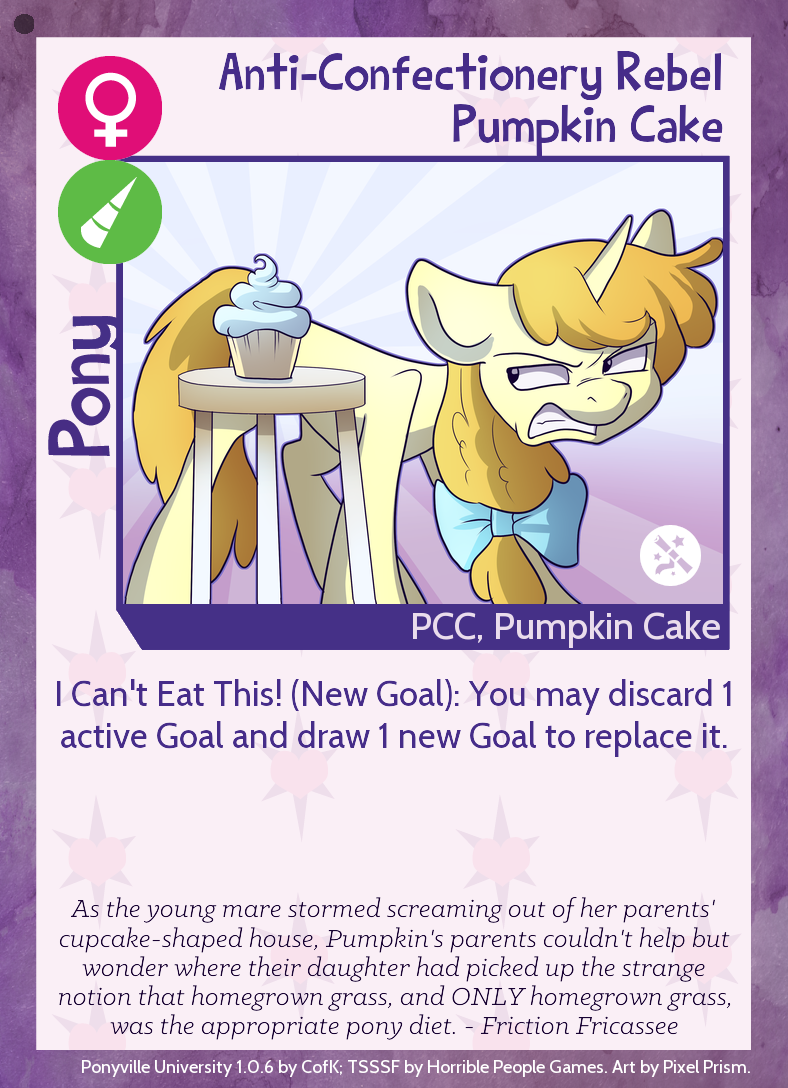 Anti-Confectionery Rebel
Pumpkin Cake
Pony
PCC, Pumpkin Cake
I Can't Eat This! (New Goal): You may discard 1
active Goal and draw 1 new Goal to replace it.
As the young mare stormed screaming out of her parents'
cupcake-shaped house, Pumpkin's parents couldn't help but
wonder where their daughter had picked up the strange
notion that homegrown grass, and ONLY homegrown grass,
was the appropriate pony diet. - Friction Fricassee
Ponyville University 1.0.6 by CofK; TSSSF by Horrible People Games. Art by Pixel Prism.